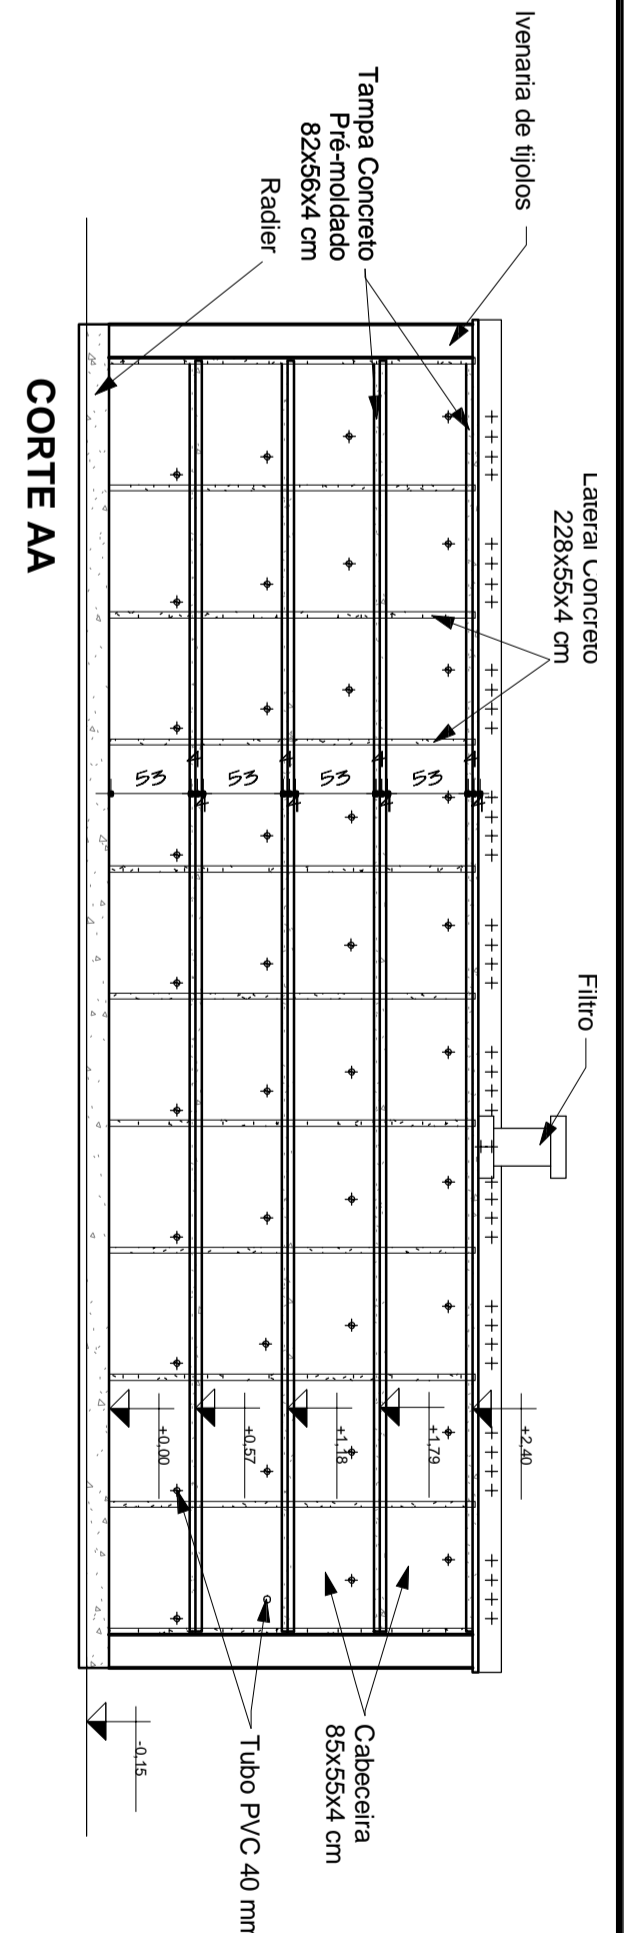 lvenaria de tijolos
Tampa Concreto
Pré-moldado
82x56x4 cm
Radier
Lateral Concreto
228x55x4 cm
Filtro
53
53
53
53
4
4
4
4
4
4
4
4
+2,40
+1,79
+1,18
+0,57
+0,00
-0,15
Cabeceira
85x55x4 cm
Tubo PVC 40 mm
CORTE AA